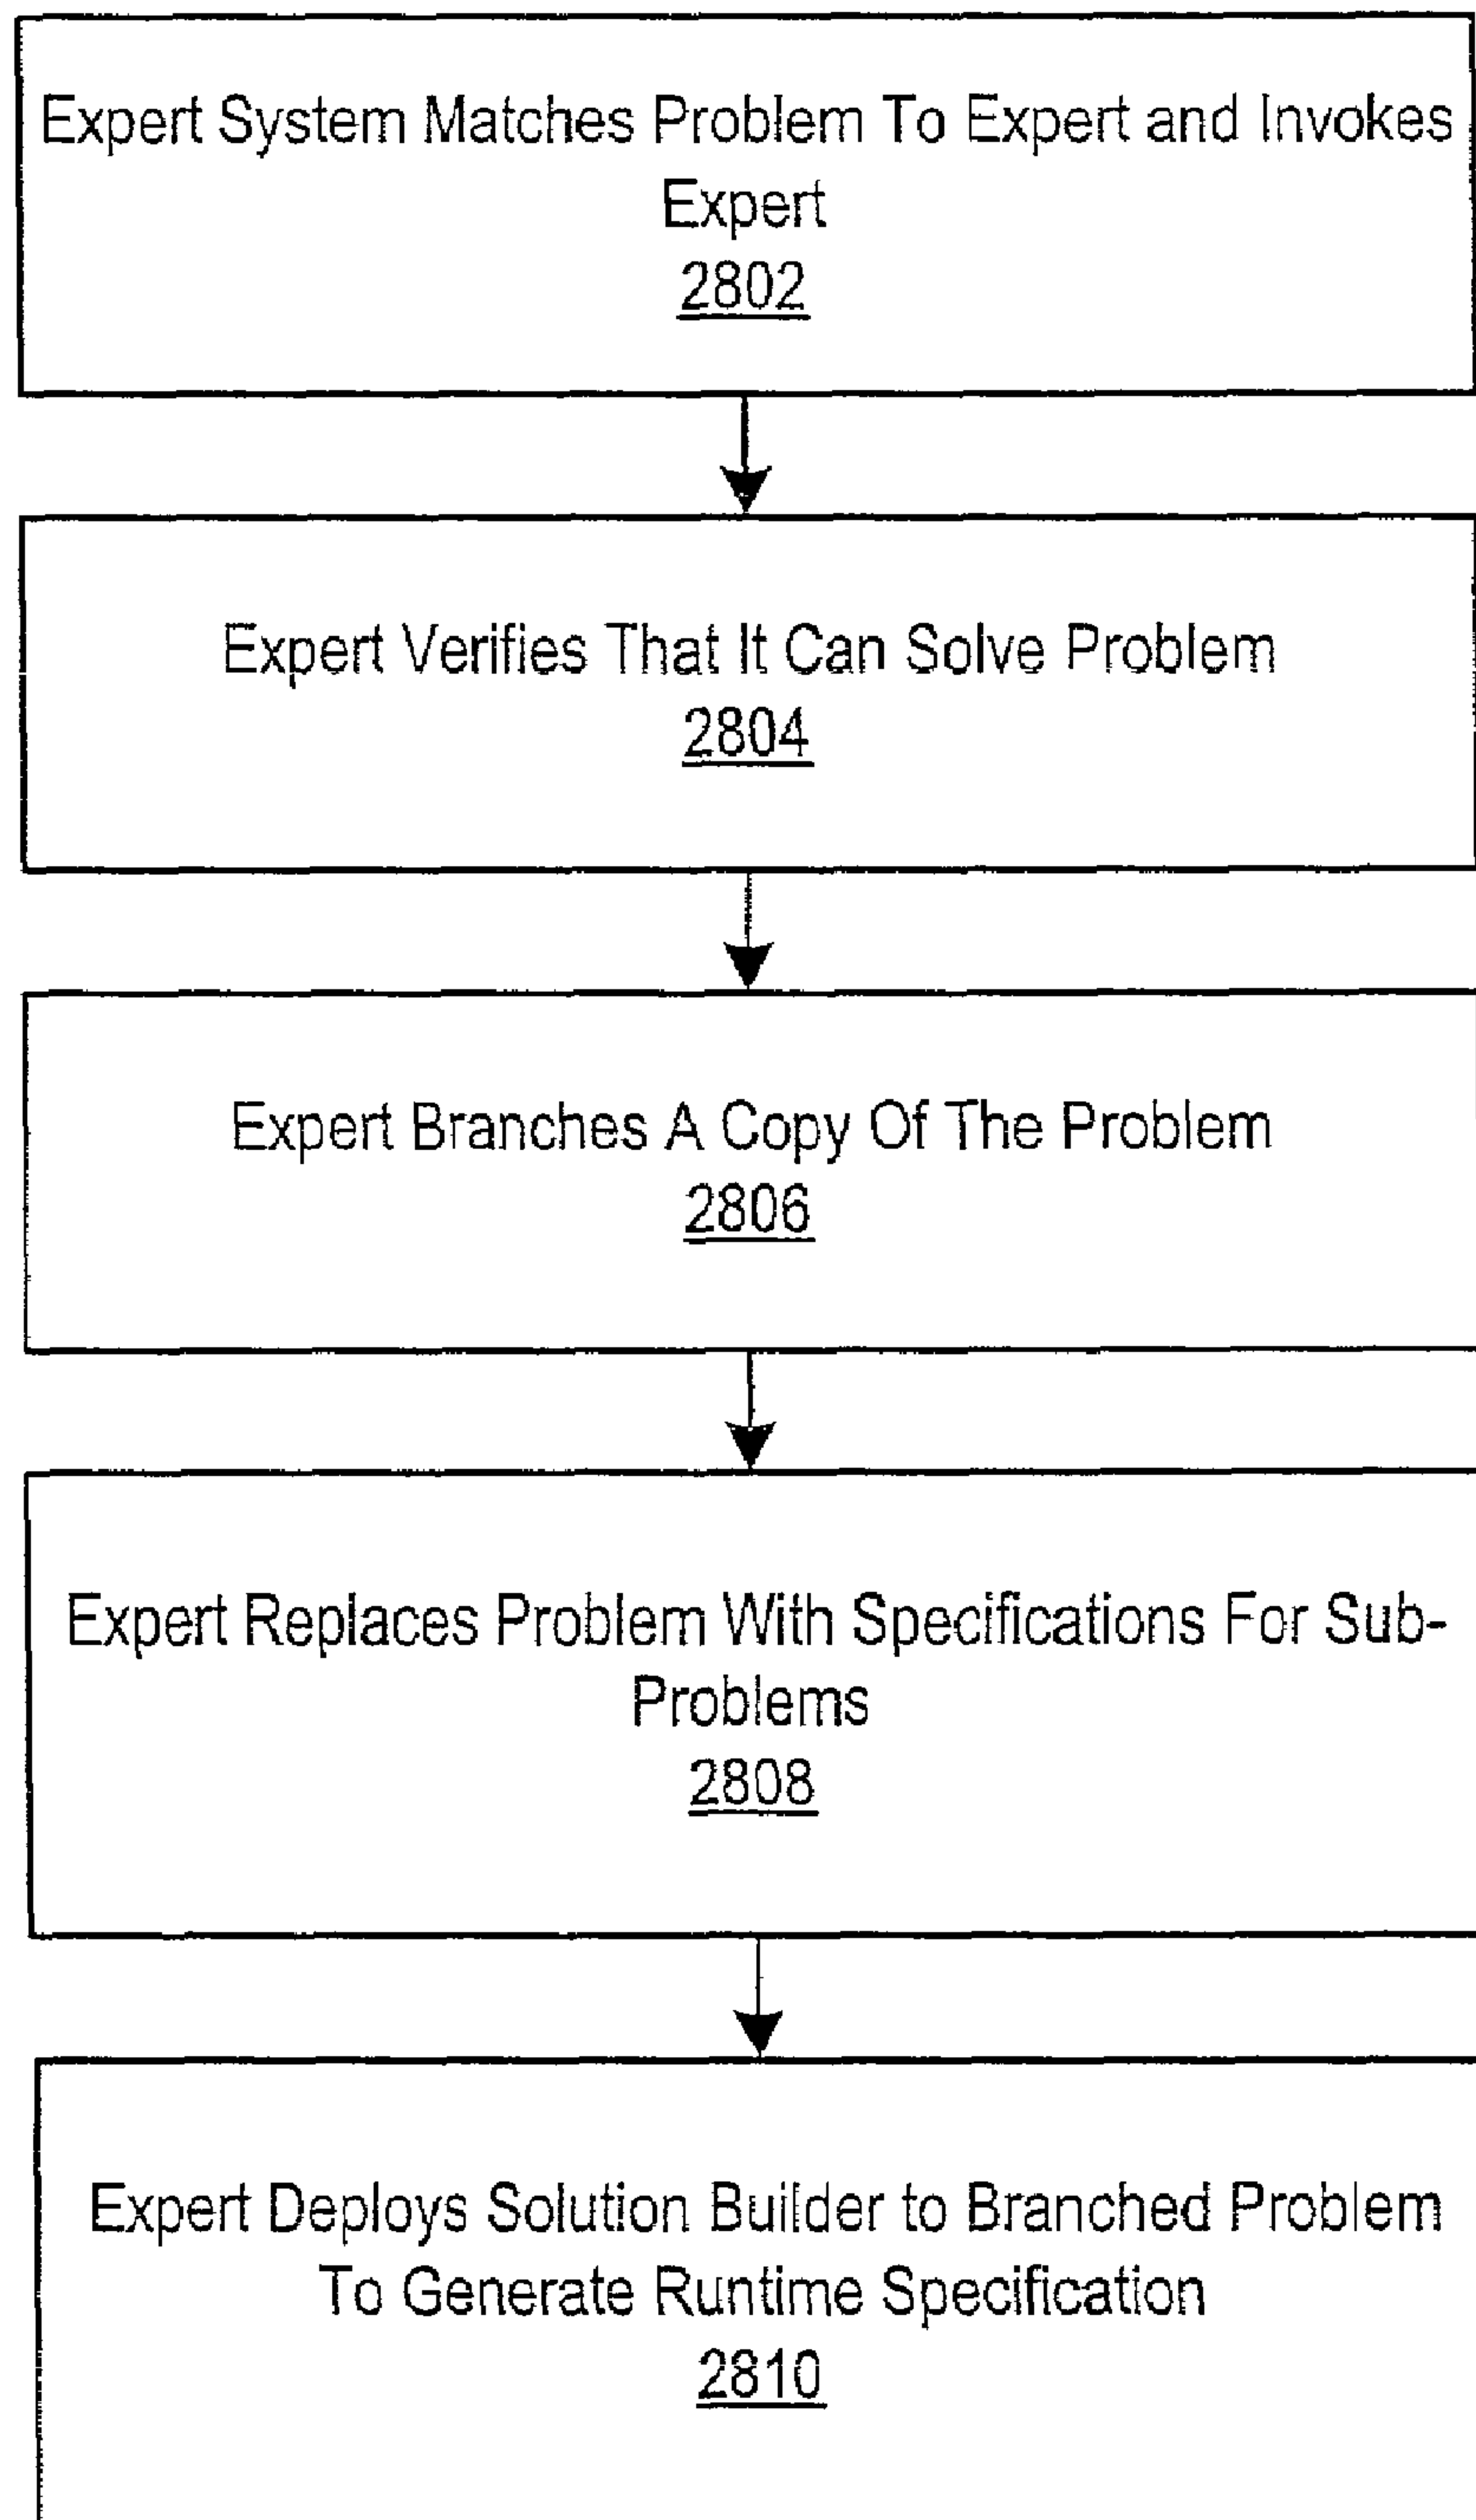 Expert System Matches Problem To Expert and Invokes
Expert
2802
Expert Verifies That It Can Solve Problem
2804
Expert Branches A Copy Of The Problem
2806
Expert Replaces Problem With Specifications For Sub-
Problems
2808
Expert Deploys Solution Builder to Branched Problem
To Generate Runtime Specification
2810